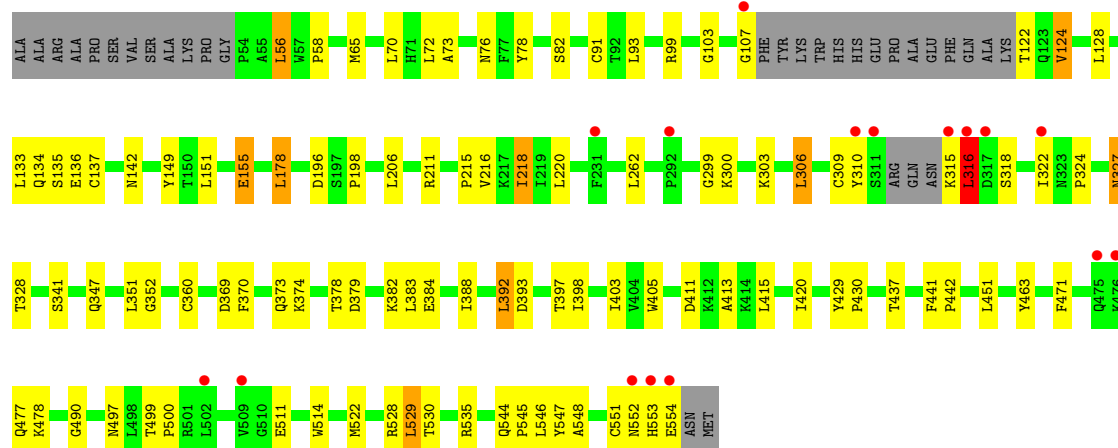 ALA ALA ARG ALA PRO SER VAL SER ALA LYS PRO GLY P54 A55 L56 W57 P58 M65 L70 H71 L72 A73 N76 F77 Y78 S82 C91 T92 L93 R99 G103 G107 PHE TYR LYS TRP HIS HIS GLU PRO ALA GLU PHE GLN ALA LYS T122 Q123 V124 L128
L133 Q134 S135 E136 C137 N142 Y149 T150 L151 E155 L178 D196 S197 P198 L206 R211 P215 V216 K217 I218 I219 L220 F231 L262 P292 G299 K300 K303 L306 C309 Y310 S311 ARG GLN ASN K315 L316 D317 S318 I322 N323 P324 N327
T328 S341 Q347 L351 G352 C360 D369 F370 Q373 K374 T378 D379 K382 L383 E384 I388 L392 D393 T397 I398 I403 V404 W405 D411 K412 A413 K414 L415 I420 Y429 P430 T437 F441 P442 L451 Y463 F471 Q475 K476
Q477 K478 G490 N497 L498 T499 P500 R501 L502 V509 G510 E511 W514 M522 R528 L529 T530 R535 Q544 P545 L546 Y547 A548 C551 N552 H553 E554 ASN MET